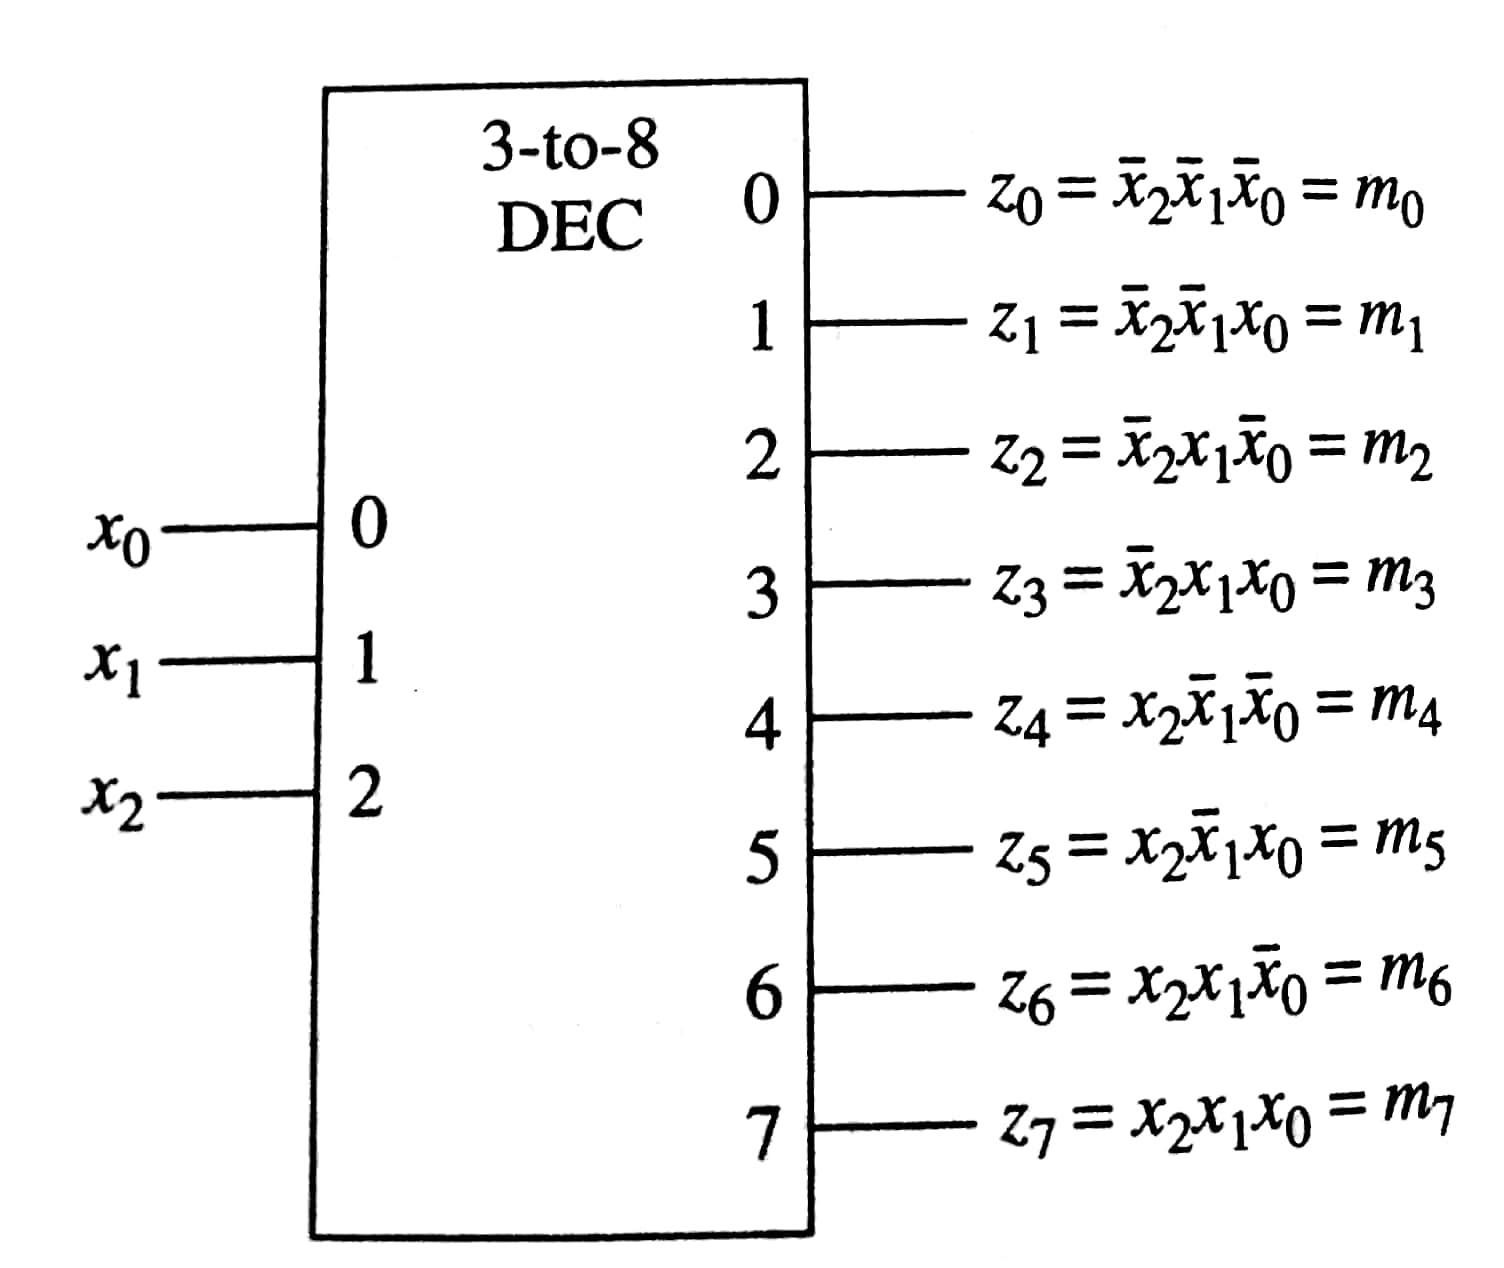 3-to-8
DEC
0 z₀ = x̄₂x̄₁x̄₀ = m₀
1 z₁ = x̄₂x̄₁x₀ = m₁
2 z₂ = x̄₂x₁x̄₀ = m₂
x₀ 0
3 z₃ = x̄₂x₁x₀ = m₃
x₁ 1
4 z₄ = x₂x̄₁x̄₀ = m₄
x₂ 2
5 z₅ = x₂x̄₁x₀ = m₅
6 z₆ = x₂x₁x̄₀ = m₆
7 z₇ = x₂x₁x₀ = m₇